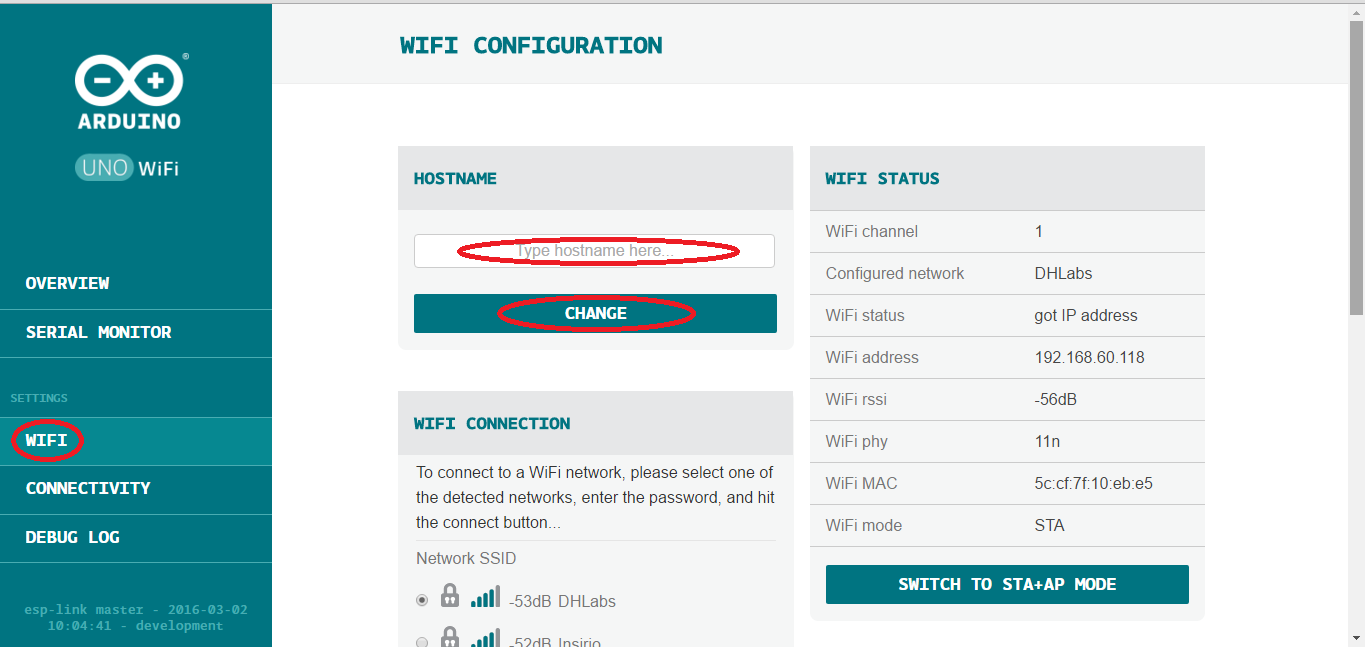 ARDUINO
®
UNO WiFi
OVERVIEW
SERIAL MONITOR
SETTINGS
WIFI
CONNECTIVITY
DEBUG LOG
esp-link master - 2016-03-02
10:04:41 - development
WIFI CONFIGURATION
HOSTNAME
Type hostname here...
CHANGE
WIFI CONNECTION
To connect to a WiFi network, please select one of
the detected networks, enter the password, and hit
the connect button...
Network SSID
-53dB DHLabs
-52dB Insirio
WIFI STATUS
WiFi channel 1
Configured network DHLabs
WiFi status got IP address
WiFi address 192.168.60.118
WiFi rssi -56dB
WiFi phy 11n
WiFi MAC 5c:cf:7f:10:eb:e5
WiFi mode STA
SWITCH TO STA+AP MODE